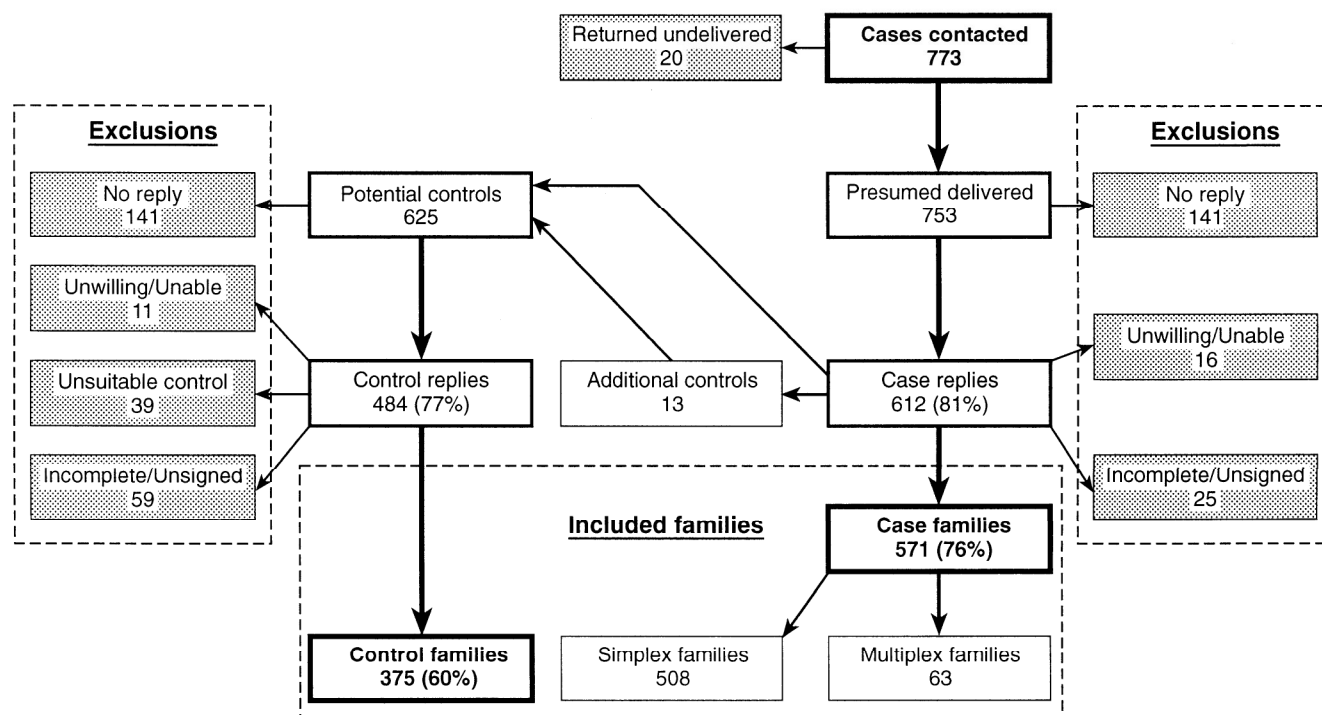 Returned undelivered
20
Cases contacted
773
Exclusions
No reply
141
Unwilling/Unable
11
Unsuitable control
39
Incomplete/Unsigned
59
Potential controls
625
Control replies
484 (77%)
Additional controls
13
Presumed delivered
753
Case replies
612 (81%)
Exclusions
No reply
141
Unwilling/Unable
16
Incomplete/Unsigned
25
Included families
Case families
571 (76%)
Control families
375 (60%)
Simplex families
508
Multiplex families
63